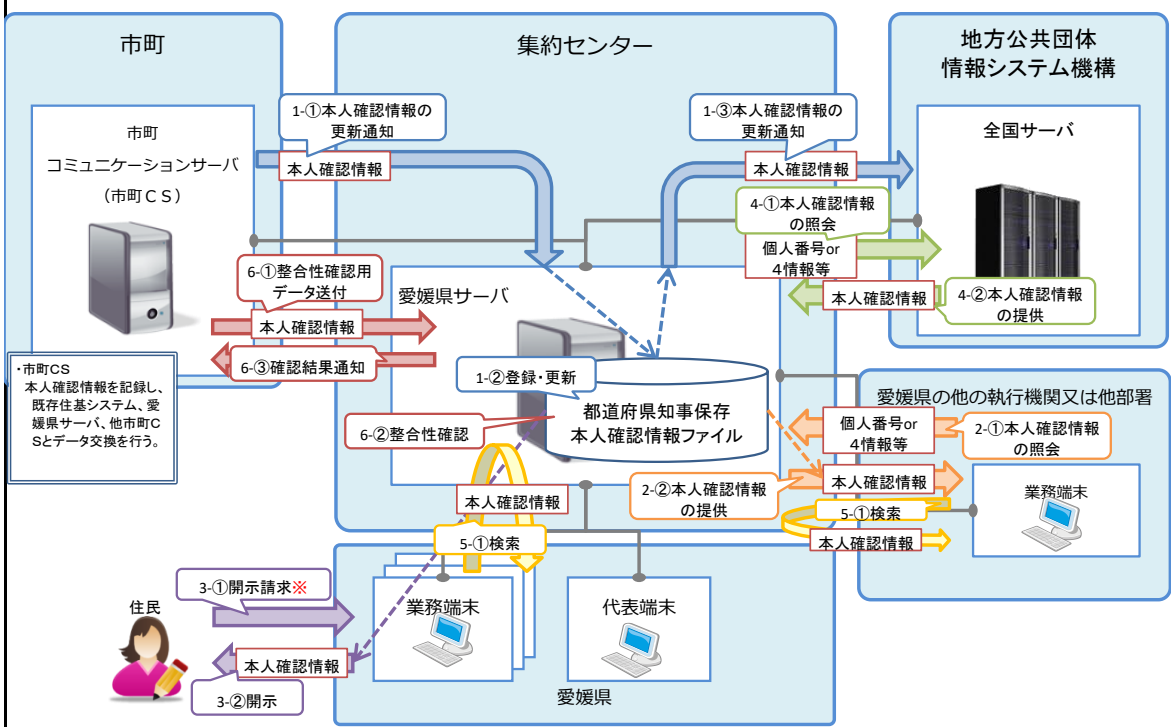 市町
集約センター
地方公共団体
情報システム機構
市町
コミュニケーションサーバ
（市町ＣＳ）
1-①本人確認情報の
更新通知
本人確認情報
1-③本人確認情報の
更新通知
本人確認情報
全国サーバ
4-①本人確認情報
の照会
個人番号or
４情報等
本人確認情報
4-②本人確認情報
の提供
6-①整合性確認用
データ送付
本人確認情報
6-③確認結果通知
愛媛県サーバ
1-②登録・更新
都道府県知事保存
本人確認情報ファイル
6-②整合性確認
・市町CS
本人確認情報を記録し、
既存住基システム、愛
媛県サーバ、他市町C
Sとデータ交換を行う。
愛媛県の他の執行機関又は他部署
個人番号or
４情報等
2-①本人確認情報
の照会
2-②本人確認情報
の提供
本人確認情報
業務端末
5-①検索
本人確認情報
本人確認情報
5-①検索
3-①開示請求※
住民
本人確認情報
3-②開示
業務端末
代表端末
愛媛県